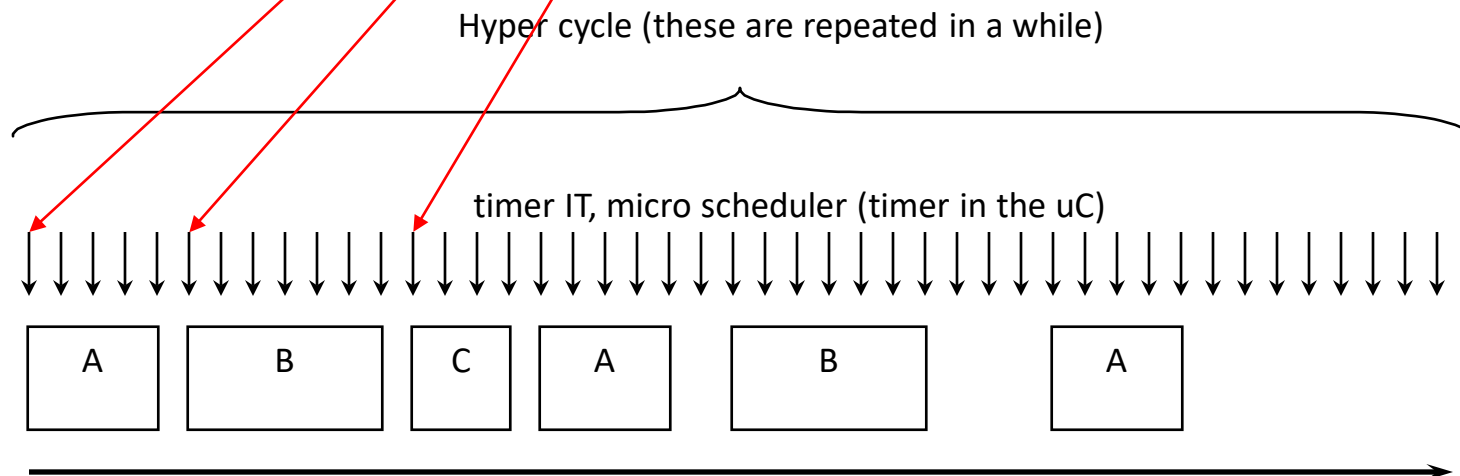 Hyper cycle (these are repeated in a while)
timer IT, micro scheduler (timer in the uC)
A B C A B A